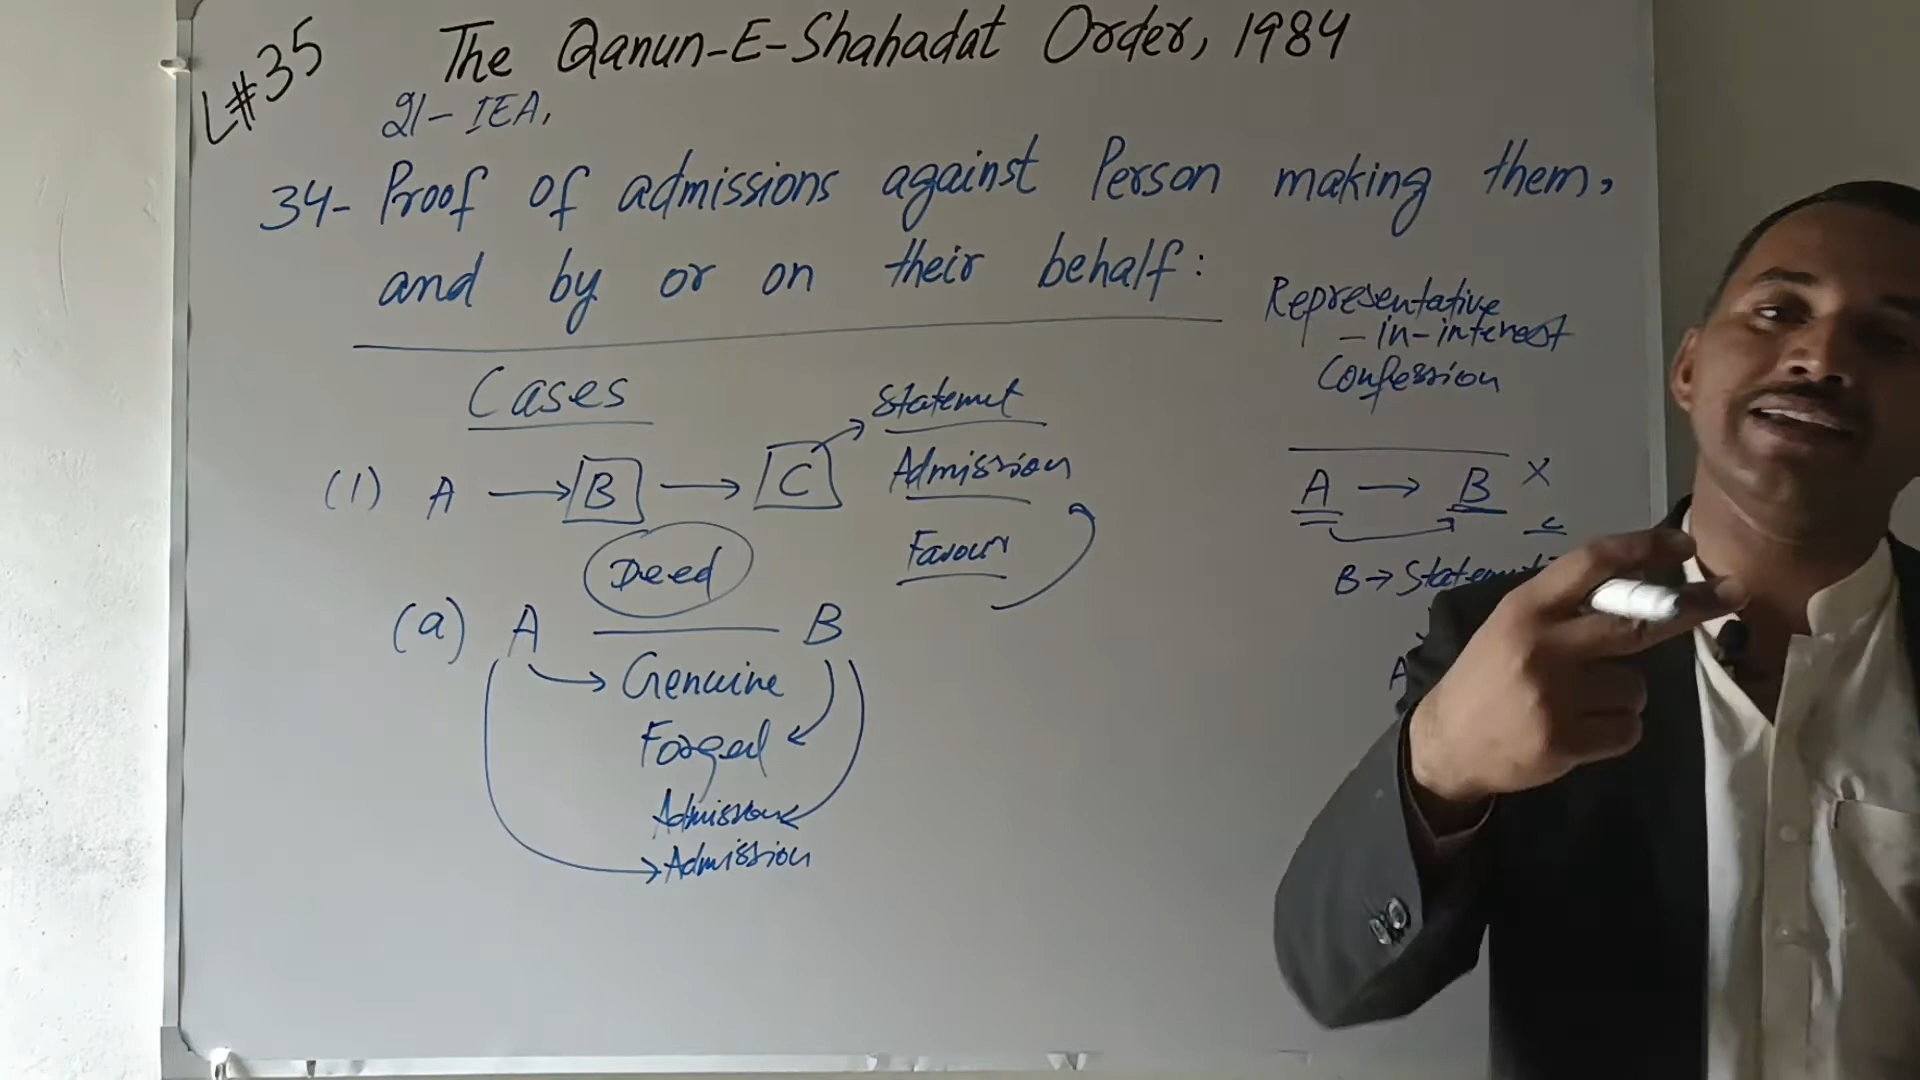 L#35
The Qanun-E-Shahadat Order, 1984
21- IEA,
34- Proof of admissions against Person making them,
and by or on their behalf:
Representative
-in-interest
Confession
Cases
(1) A → B → C → Statemet
Admission
Favour
Deed
(a) A B
Genuine
Forged
Admission
Admission
A → B X
B →
A